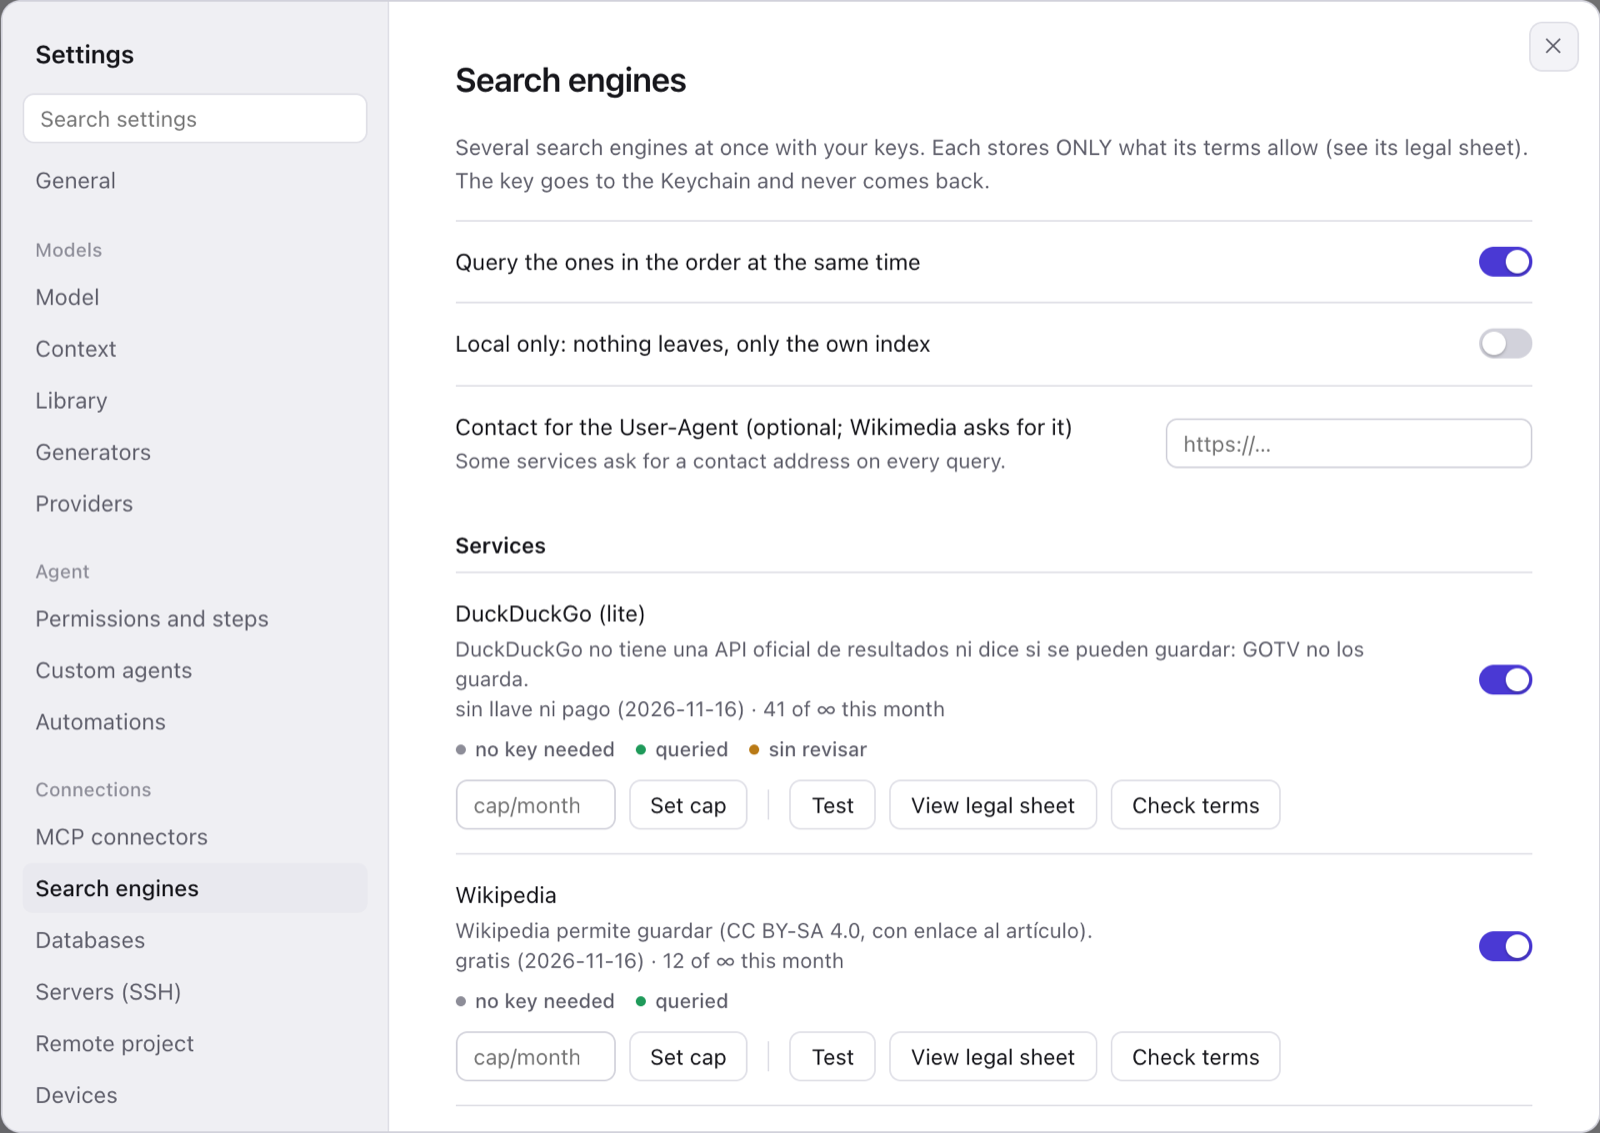 Settings
Search settings
General
Models
Model
Context
Library
Generators
Providers
Agent
Permissions and steps
Custom agents
Automations
Connections
MCP connectors
Search engines
Databases
Servers (SSH)
Remote project
Devices
Search engines
Several search engines at once with your keys. Each stores ONLY what its terms allow (see its legal sheet).
The key goes to the Keychain and never comes back.
Query the ones in the order at the same time
Local only: nothing leaves, only the own index
Contact for the User-Agent (optional; Wikimedia asks for it)
Some services ask for a contact address on every query.
https://...
Services
DuckDuckGo (lite)
DuckDuckGo no tiene una API oficial de resultados ni dice si se pueden guardar: GOTV no los
guarda.
sin llave ni pago (2026-11-16) · 41 of ∞ this month
no key needed queried sin revisar
cap/month Set cap Test View legal sheet Check terms
Wikipedia
Wikipedia permite guardar (CC BY-SA 4.0, con enlace al artículo).
gratis (2026-11-16) · 12 of ∞ this month
no key needed queried
cap/month Set cap Test View legal sheet Check terms